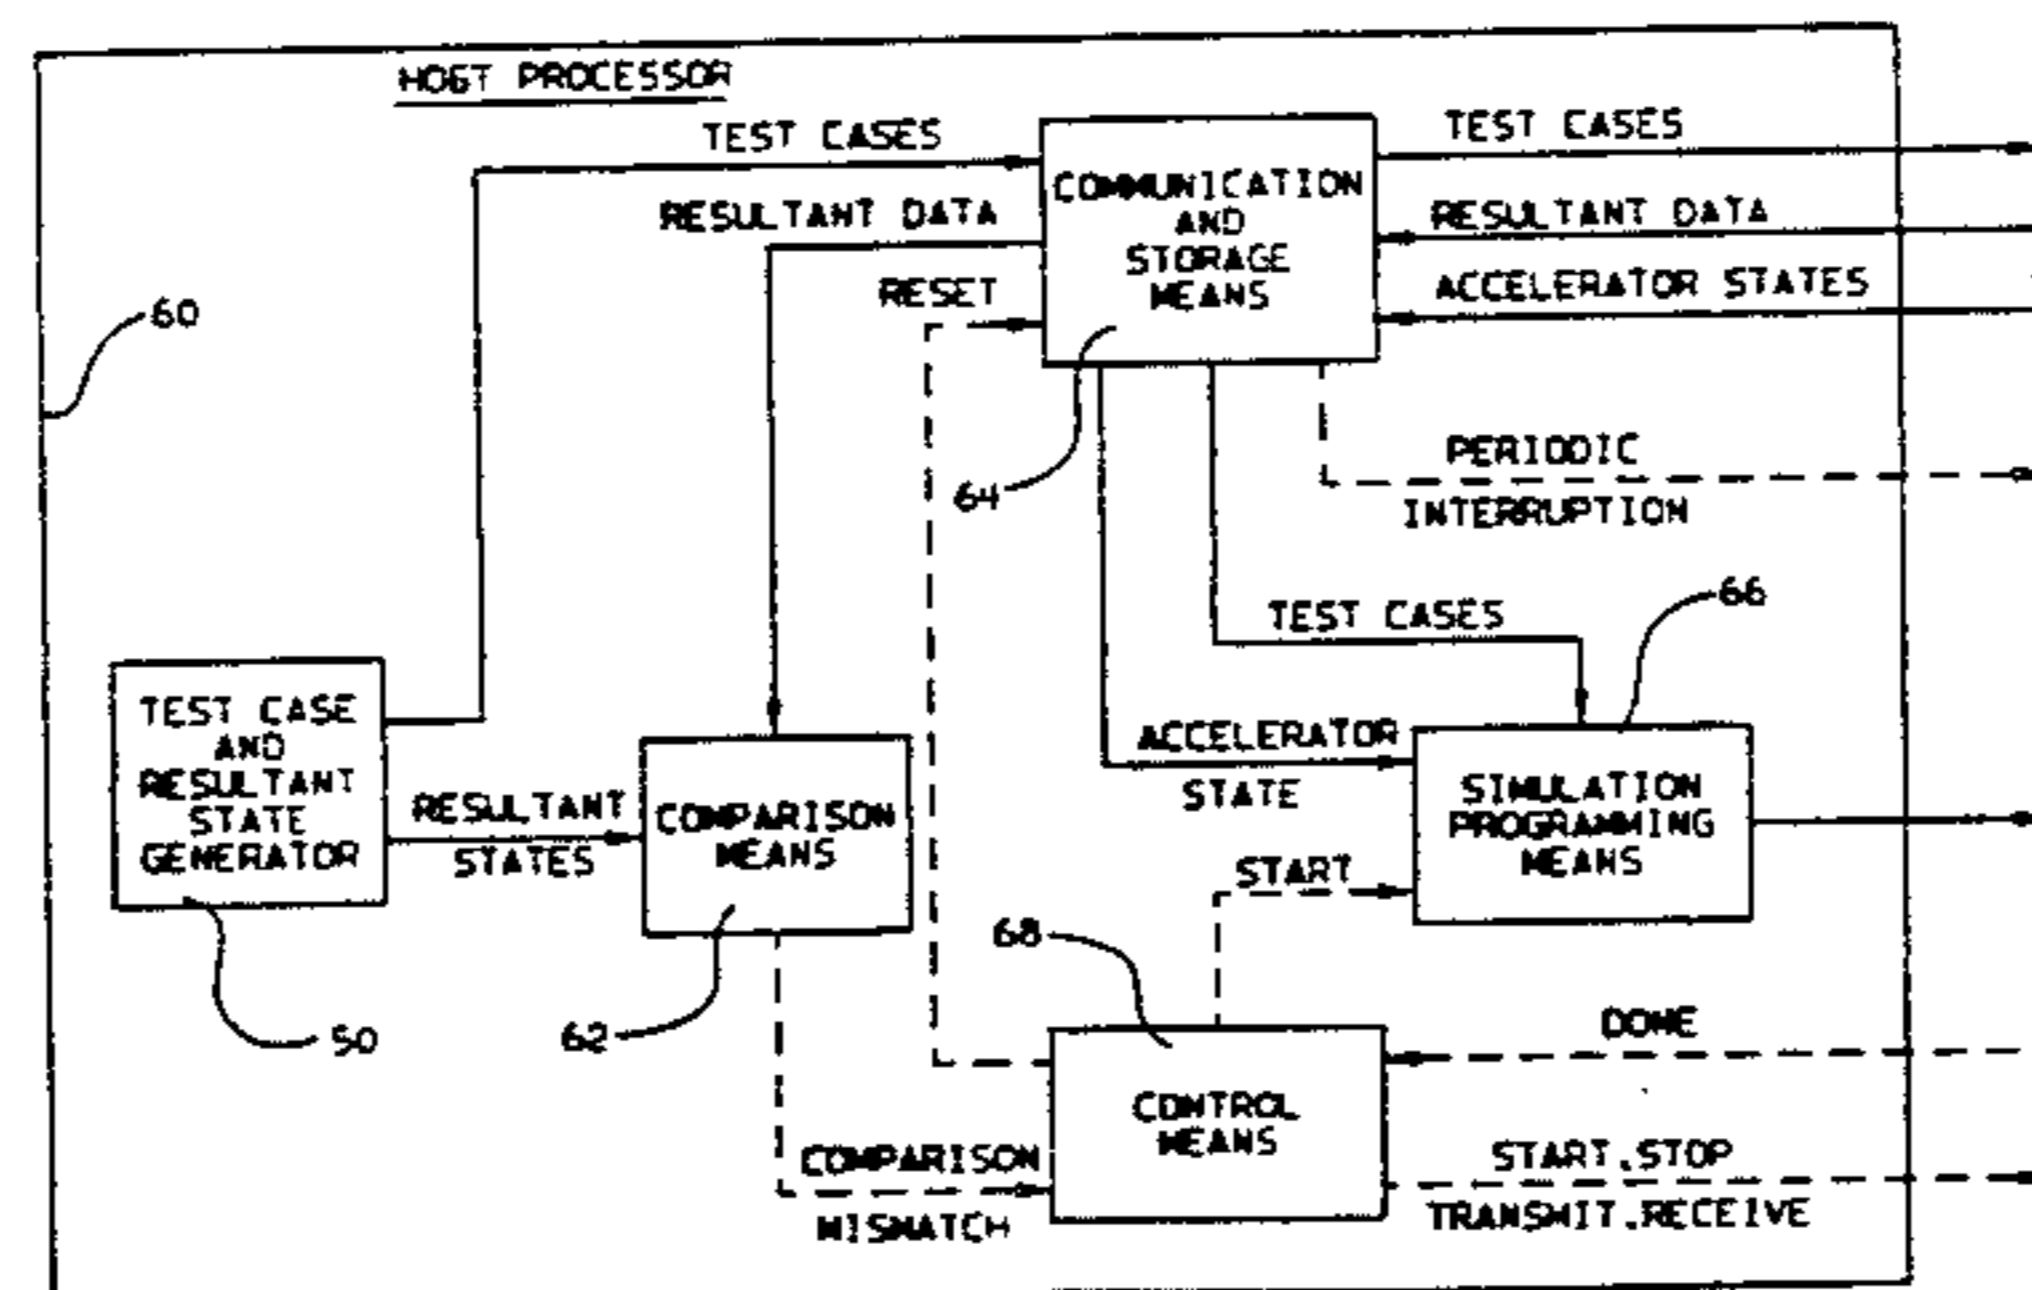 HOST PROCESSOR
TEST CASES
RESULTANT DATA
RESET
COMMUNICATION
AND
STORAGE
MEANS
TEST CASES
RESULTANT DATA
ACCELERATOR STATES
60
64
PERIODIC
INTERRUPTION
66
TEST CASES
TEST CASE
AND
RESULTANT
STATE
GENERATOR
RESULTANT
STATES
COMPARISON
MEANS
ACCELERATOR
STATE
START
SIMULATION
PROGRAMMING
MEANS
50
62
68
DONE
CONTROL
MEANS
COMPARISON
MISMATCH
START.STOP
TRANSMIT.RECEIVE